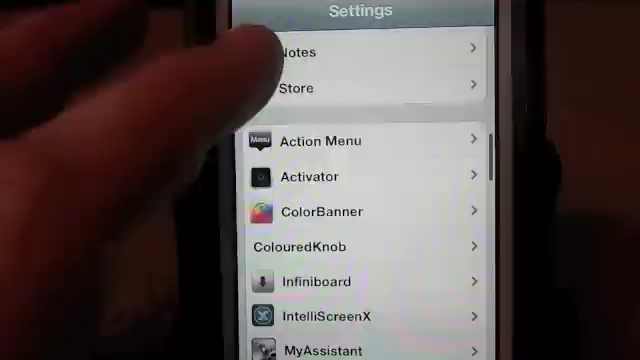 Settings
Notes
Store
Menu
Action Menu
Activator
ColorBanner
ColouredKnob
Infiniboard
IntelliScreenX
MyAssistant